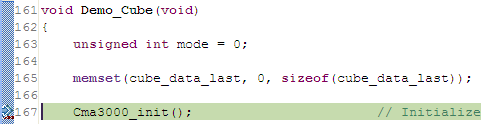 161 void Demo_Cube(void)
162 {
163     unsigned int mode = 0;
164
165     memset(cube_data_last, 0, sizeof(cube_data_last));
166
167     Cma3000_init();                         // Initialize